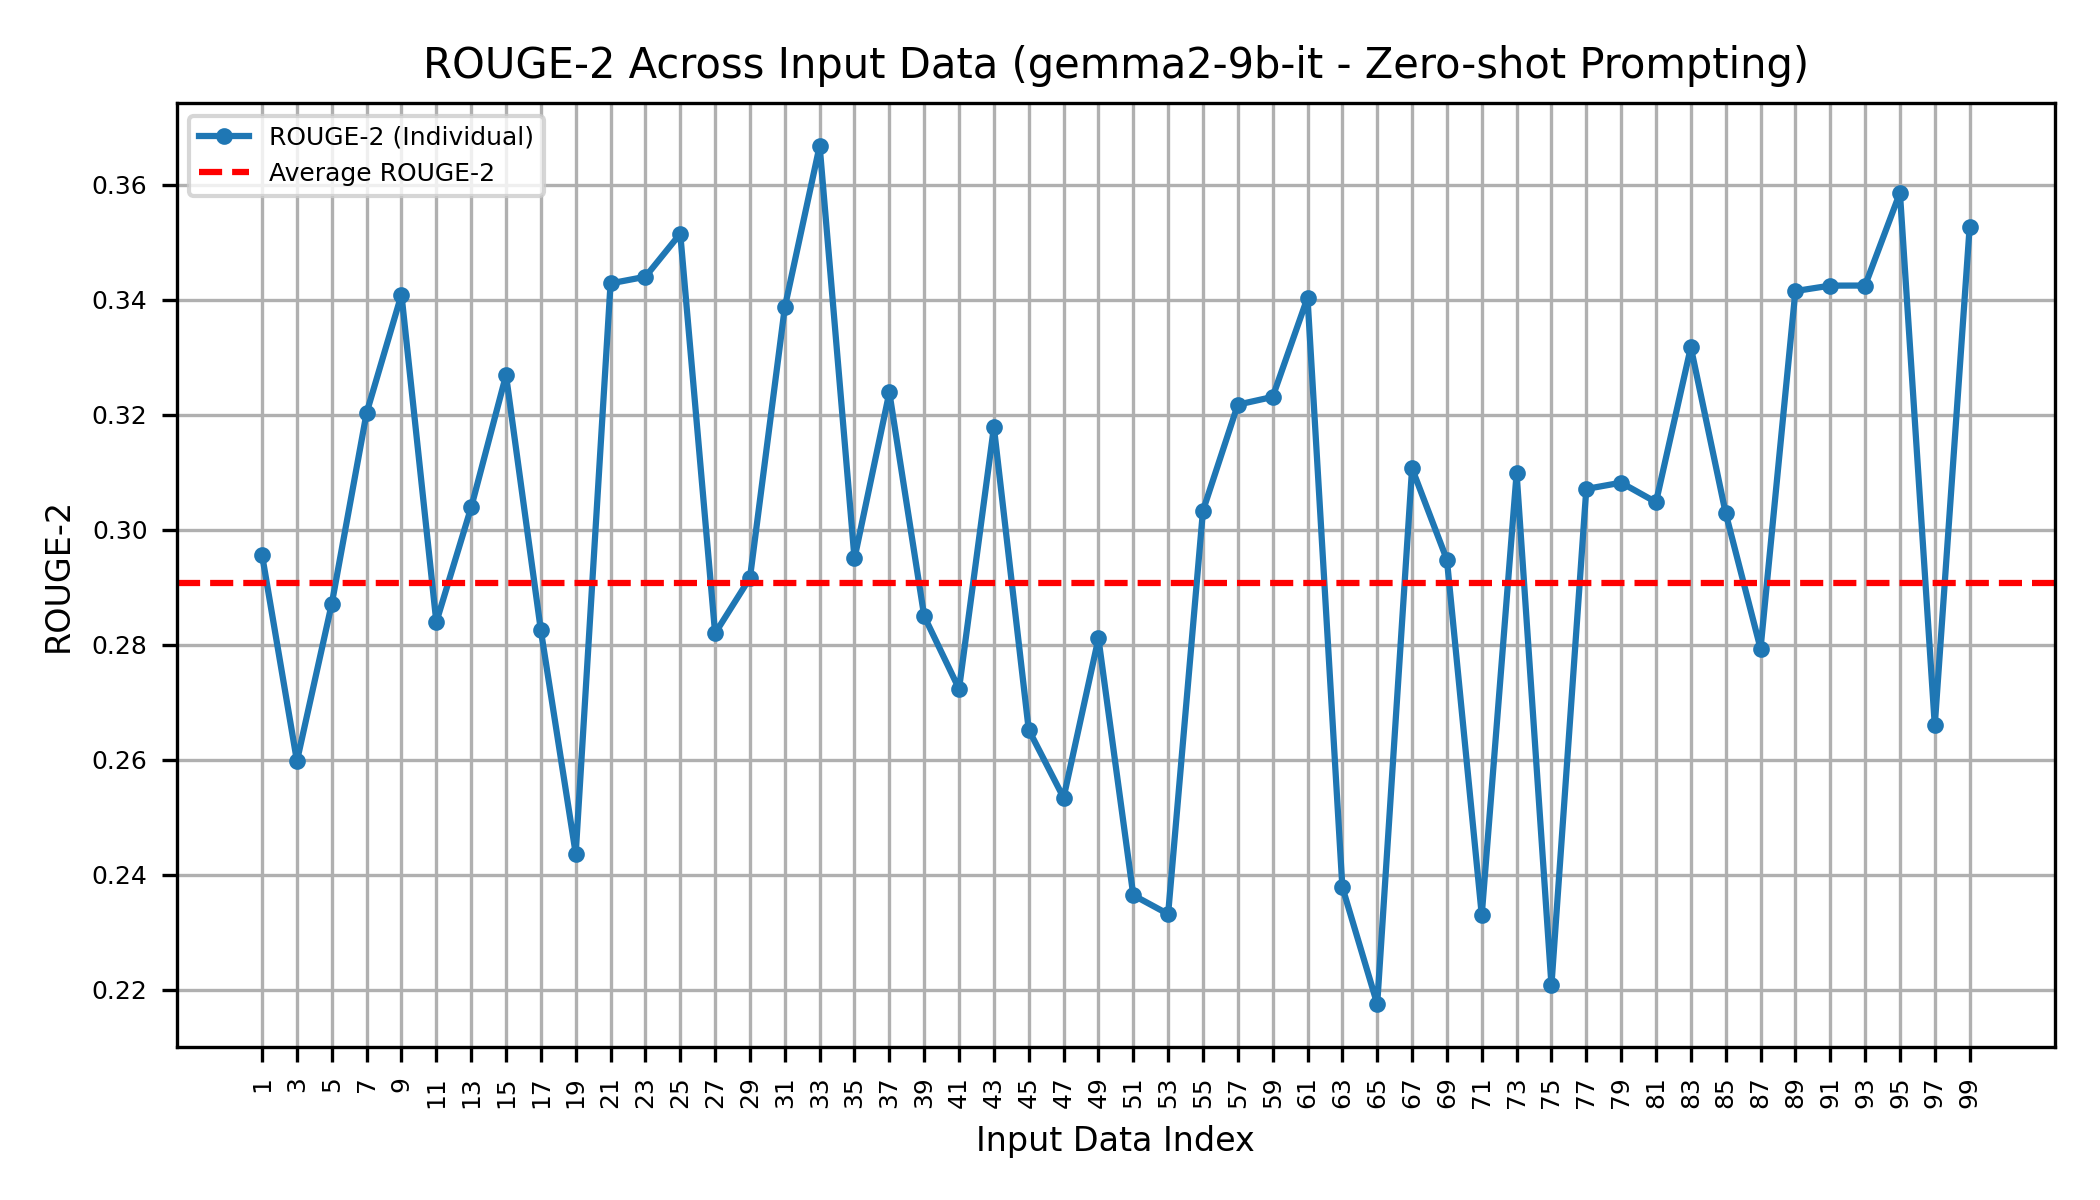 ROUGE-2 Across Input Data (gemma2-9b-it - Zero-shot Prompting)
ROUGE-2 (Individual)
Average ROUGE-2
0.36
0.34
0.32
0.30
0.28
0.26
0.24
0.22
ROUGE-2
1 3 5 7 9 11 13 15 17 19 21 23 25 27 29 31 33 35 37 39 41 43 45 47 49 51 53 55 57 59 61 63 65 67 69 71 73 75 77 79 81 83 85 87 89 91 93 95 97 99
Input Data Index